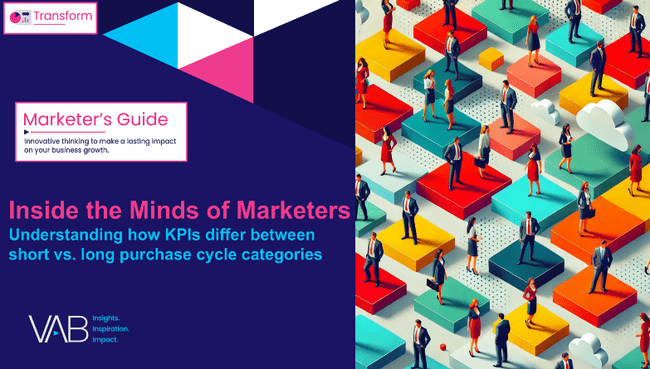 Transform
Marketer's Guide
Innovative thinking to make a lasting impact
on your business growth.
Inside the Minds of Marketers
Understanding how KPIs differ between
short vs. long purchase cycle categories
VAB
Insights.
Inspiration.
Impact.